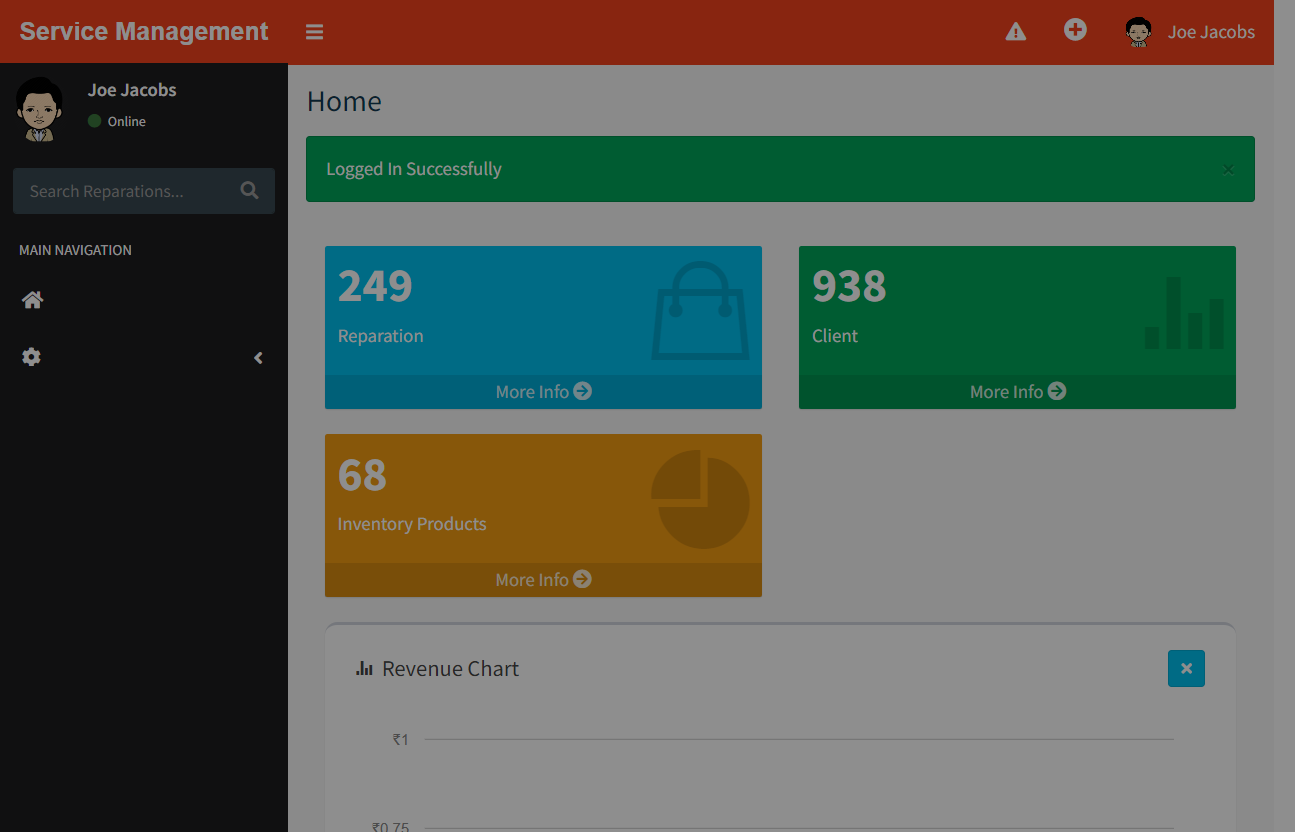 Service Management
Joe Jacobs
Joe Jacobs
Online
Search Reparations...
MAIN NAVIGATION
Home
Logged In Successfully
×
249
Reparation
More Info
938
Client
More Info
68
Inventory Products
More Info
Revenue Chart
₹1
₹0.75